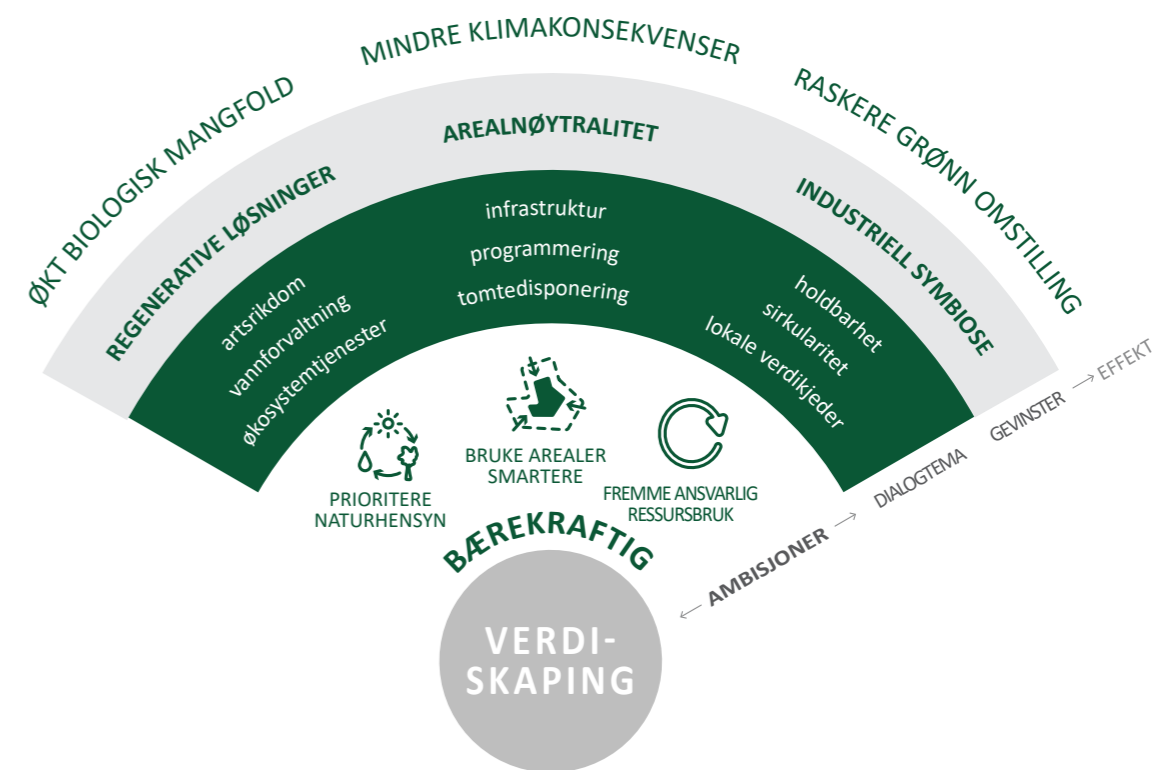 ØKT BIOLOGISK MANGFOLD
MINDRE KLIMAKONSEKVENSER
RASKERE GRØNN OMSTILLING
REGENERATIVE LØSNINGER
AREALNØYTRALITET
INDUSTRIELL SYMBIOSE
artsrikdom
vannforvaltning
økosystemtjenester
infrastruktur
programmering
tomtedisponering
holdbarhet
sirkularitet
lokale verdikjeder
PRIORITERE
NATURHENSYN
BRUKE AREALER
SMARTERE
FREMME ANSVARLIG
RESSURSBRUK
BÆREKRAFTIG
VERDI-
SKAPING
← AMBISJONER → DIALOGTEMA GEVINSTER → EFFEKT